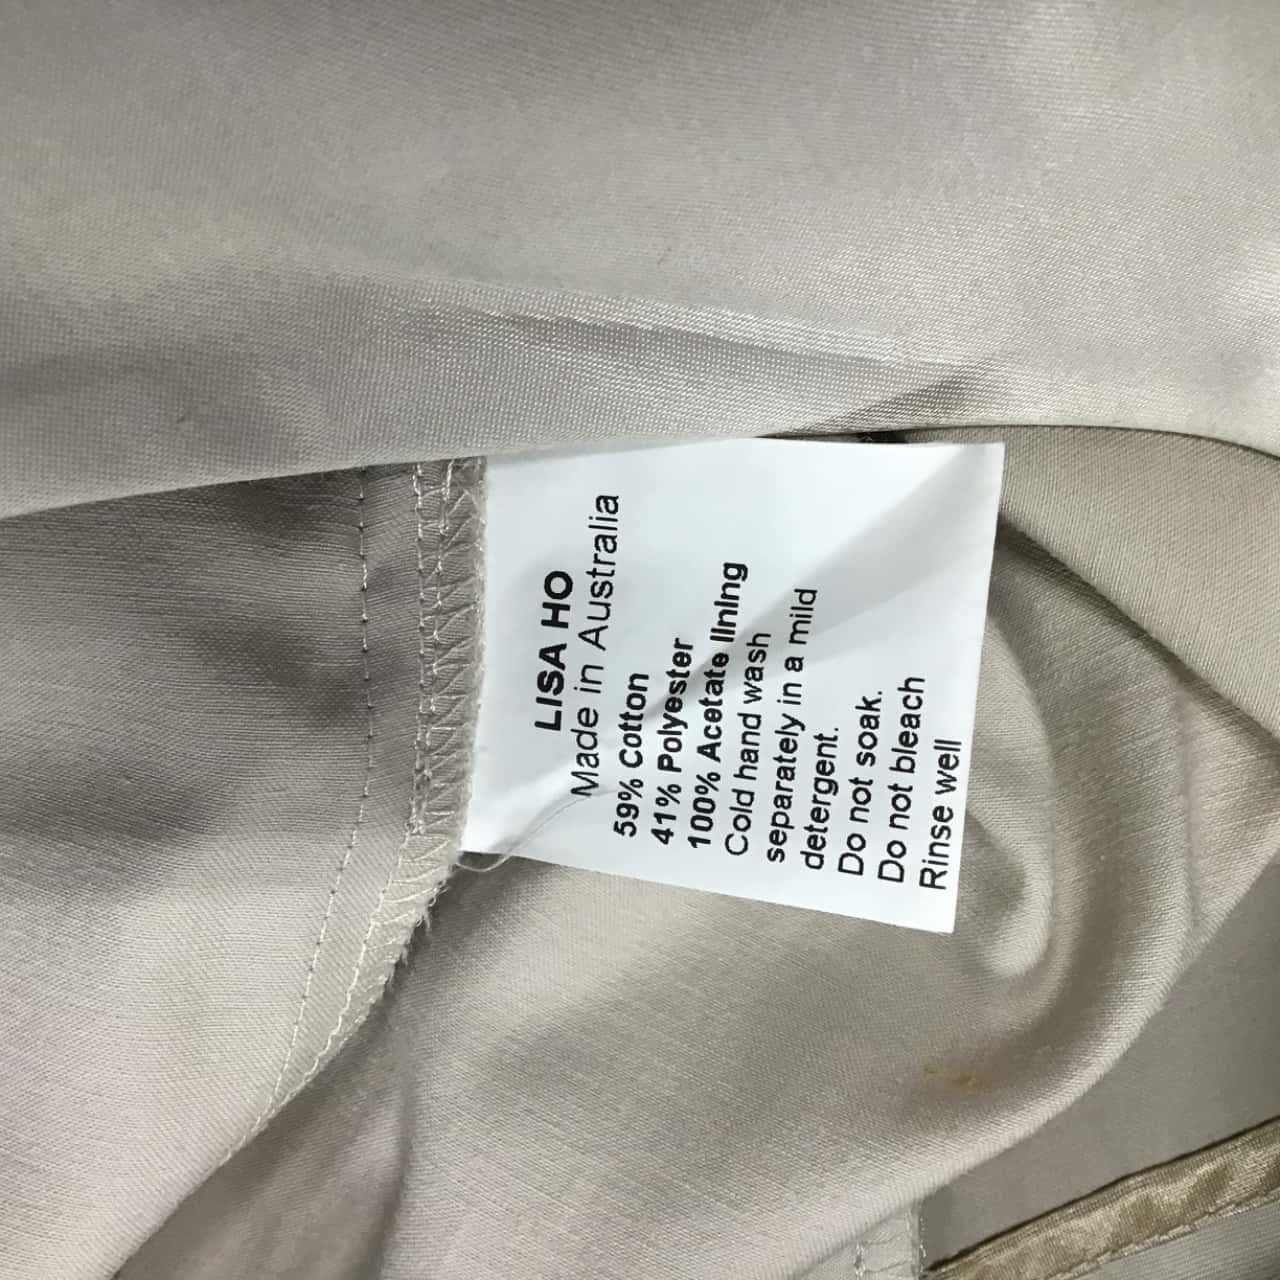 LISA HO
Made in Australia
59% Cotton
41% Polyester
100% Acetate lining
Cold hand wash
separately in a mild
detergent.
Do not soak.
Do not bleach
Rinse well